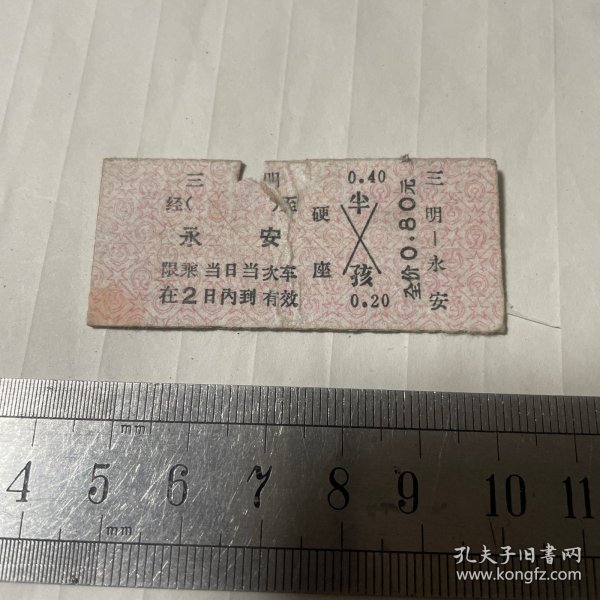 三 明
经( )至
永 安
限乘当日当次车
在2日内到有效
硬座
0.40
半
孩
0.20
全价0.80元
三明—永安
mm
4 5 6 7 8 9 10 11
mm
孔夫子旧书网
www.kongfz.com